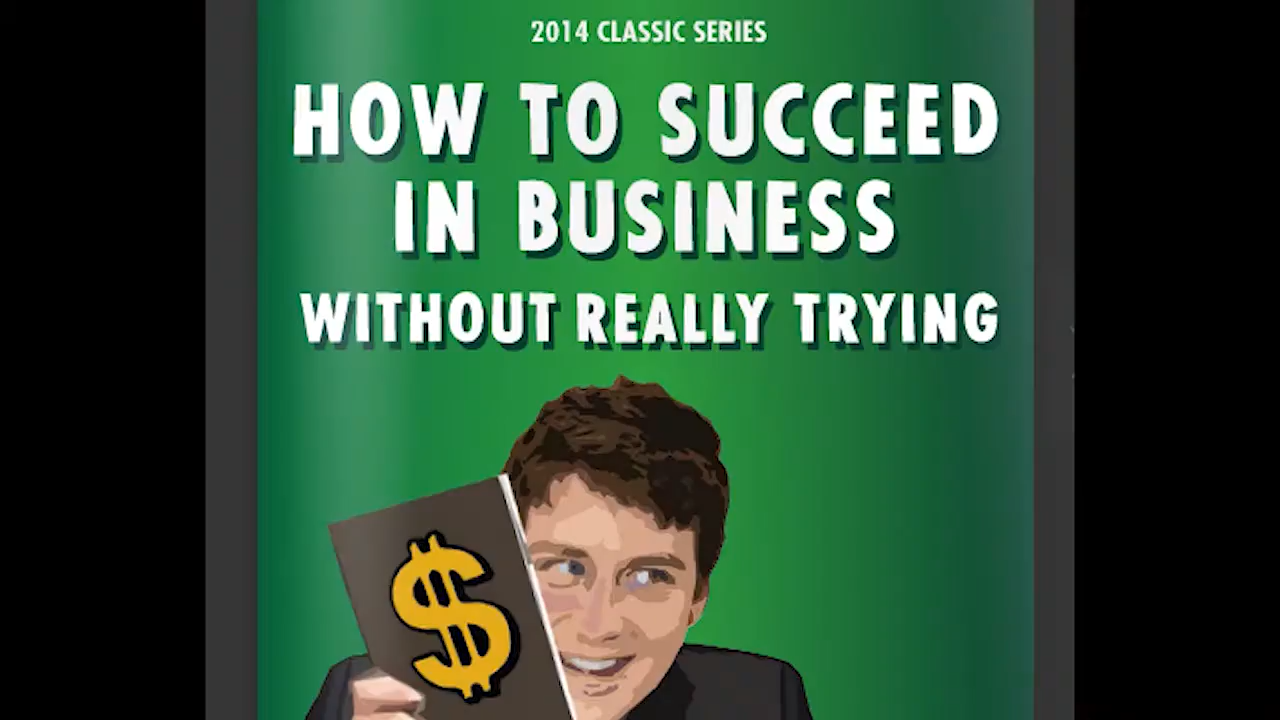 2014 CLASSIC SERIES
HOW TO SUCCEED
IN BUSINESS
WITHOUT REALLY TRYING
$